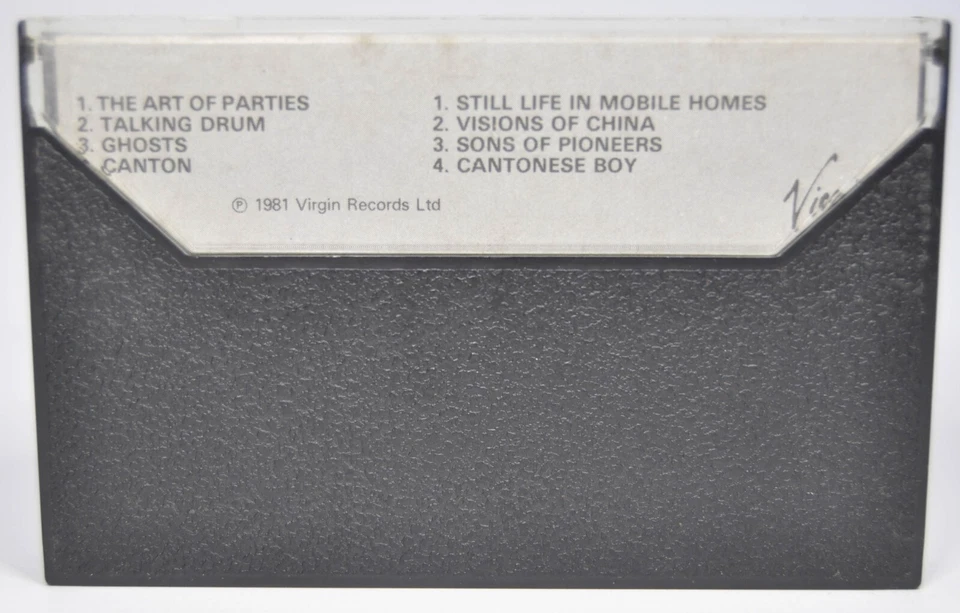 1. THE ART OF PARTIES
2. TALKING DRUM
3. GHOSTS
CANTON
1. STILL LIFE IN MOBILE HOMES
2. VISIONS OF CHINA
3. SONS OF PIONEERS
4. CANTONESE BOY
℗ 1981 Virgin Records Ltd